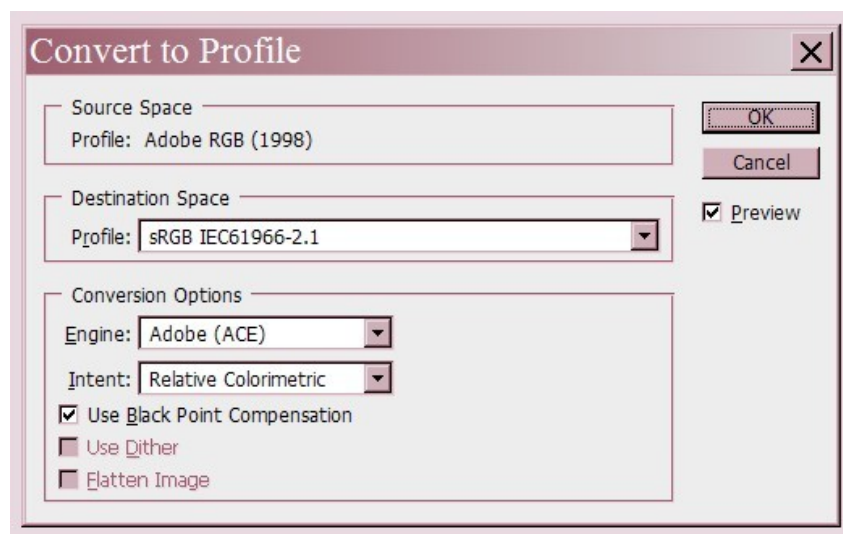 Convert to Profile
Source Space
Profile: Adobe RGB (1998)
OK
Cancel
Preview
Destination Space
Profile: sRGB IEC61966-2.1
Conversion Options
Engine: Adobe (ACE)
Intent: Relative Colorimetric
Use Black Point Compensation
Use Dither
Flatten Image